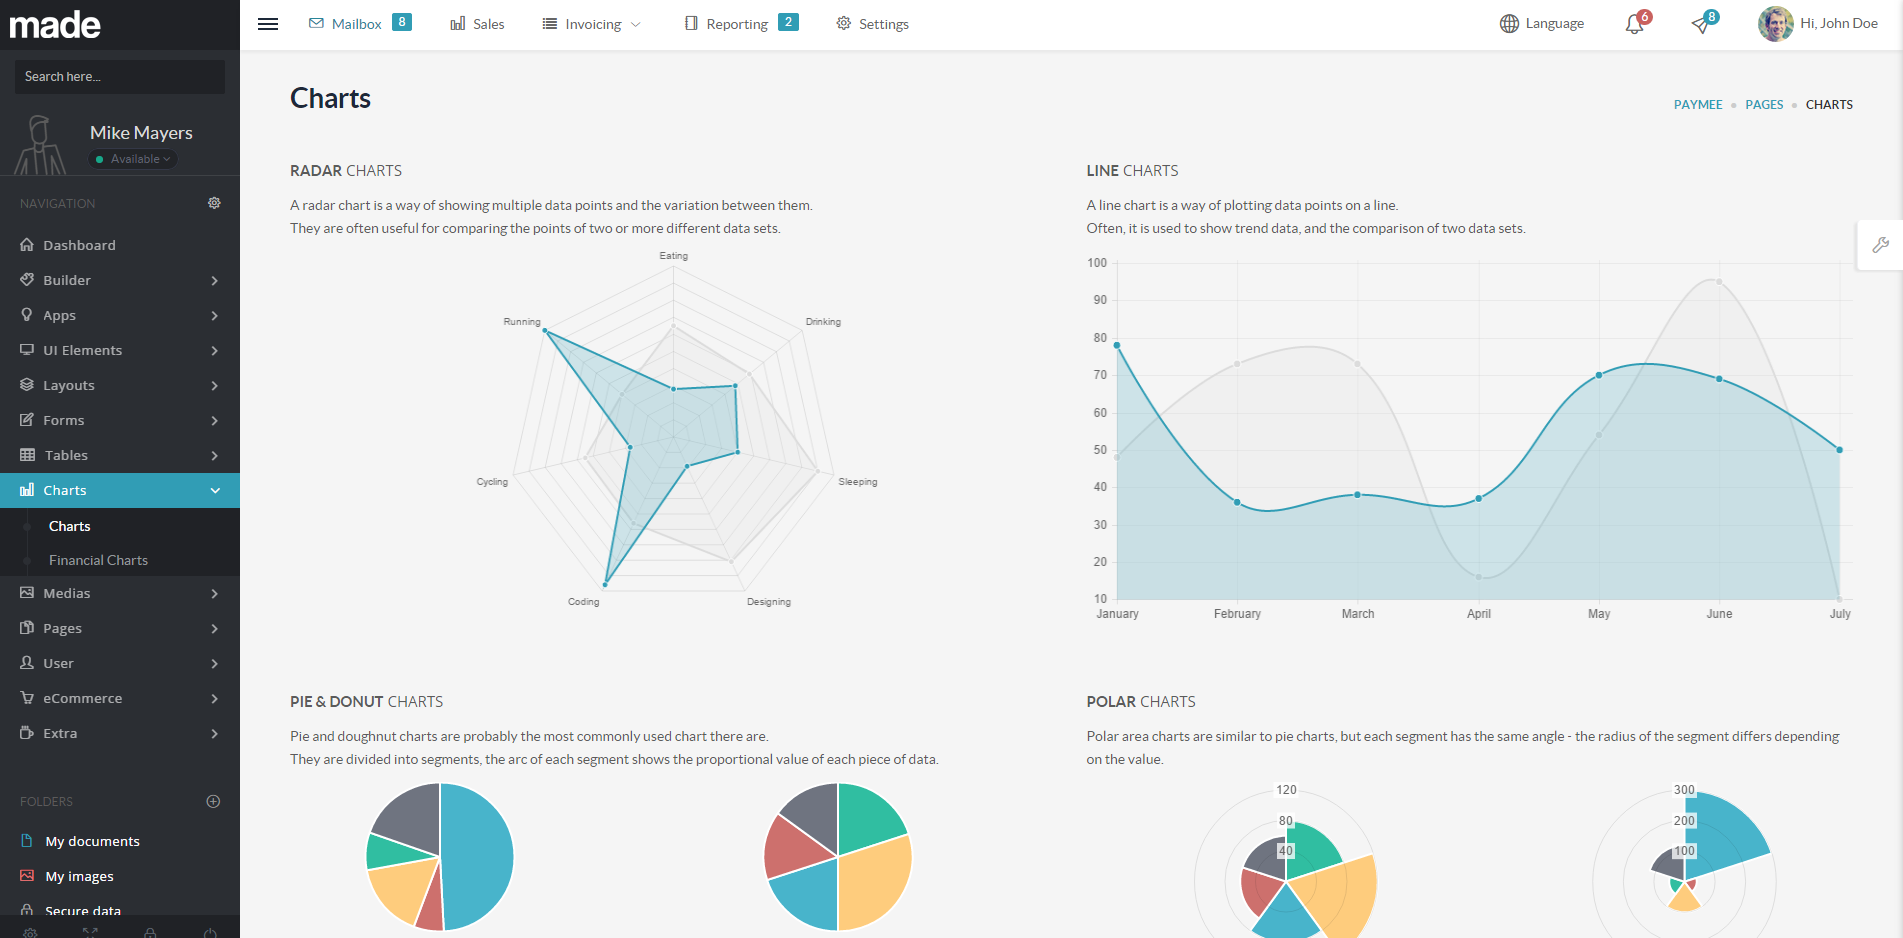 made
Mailbox 8
Sales
Invoicing
Reporting 2
Settings
Language
6
8
Hi, John Doe
Search here...
Mike Mayers
Available
NAVIGATION
Dashboard
Builder
Apps
UI Elements
Layouts
Forms
Tables
Charts
Charts
Financial Charts
Medias
Pages
User
eCommerce
Extra
FOLDERS
My documents
My images
Secure data
Charts
PAYMEE PAGES CHARTS
RADAR CHARTS
A radar chart is a way of showing multiple data points and the variation between them.
They are often useful for comparing the points of two or more different data sets.
Eating
Drinking
Sleeping
Designing
Coding
Cycling
Running
LINE CHARTS
A line chart is a way of plotting data points on a line.
Often, it is used to show trend data, and the comparison of two data sets.
100
90
80
70
60
50
40
30
20
10
January February March April May June July
PIE & DONUT CHARTS
Pie and doughnut charts are probably the most commonly used chart there are.
They are divided into segments, the arc of each segment shows the proportional value of each piece of data.
POLAR CHARTS
Polar area charts are similar to pie charts, but each segment has the same angle - the radius of the segment differs depending
on the value.
120
80
40
300
200
100